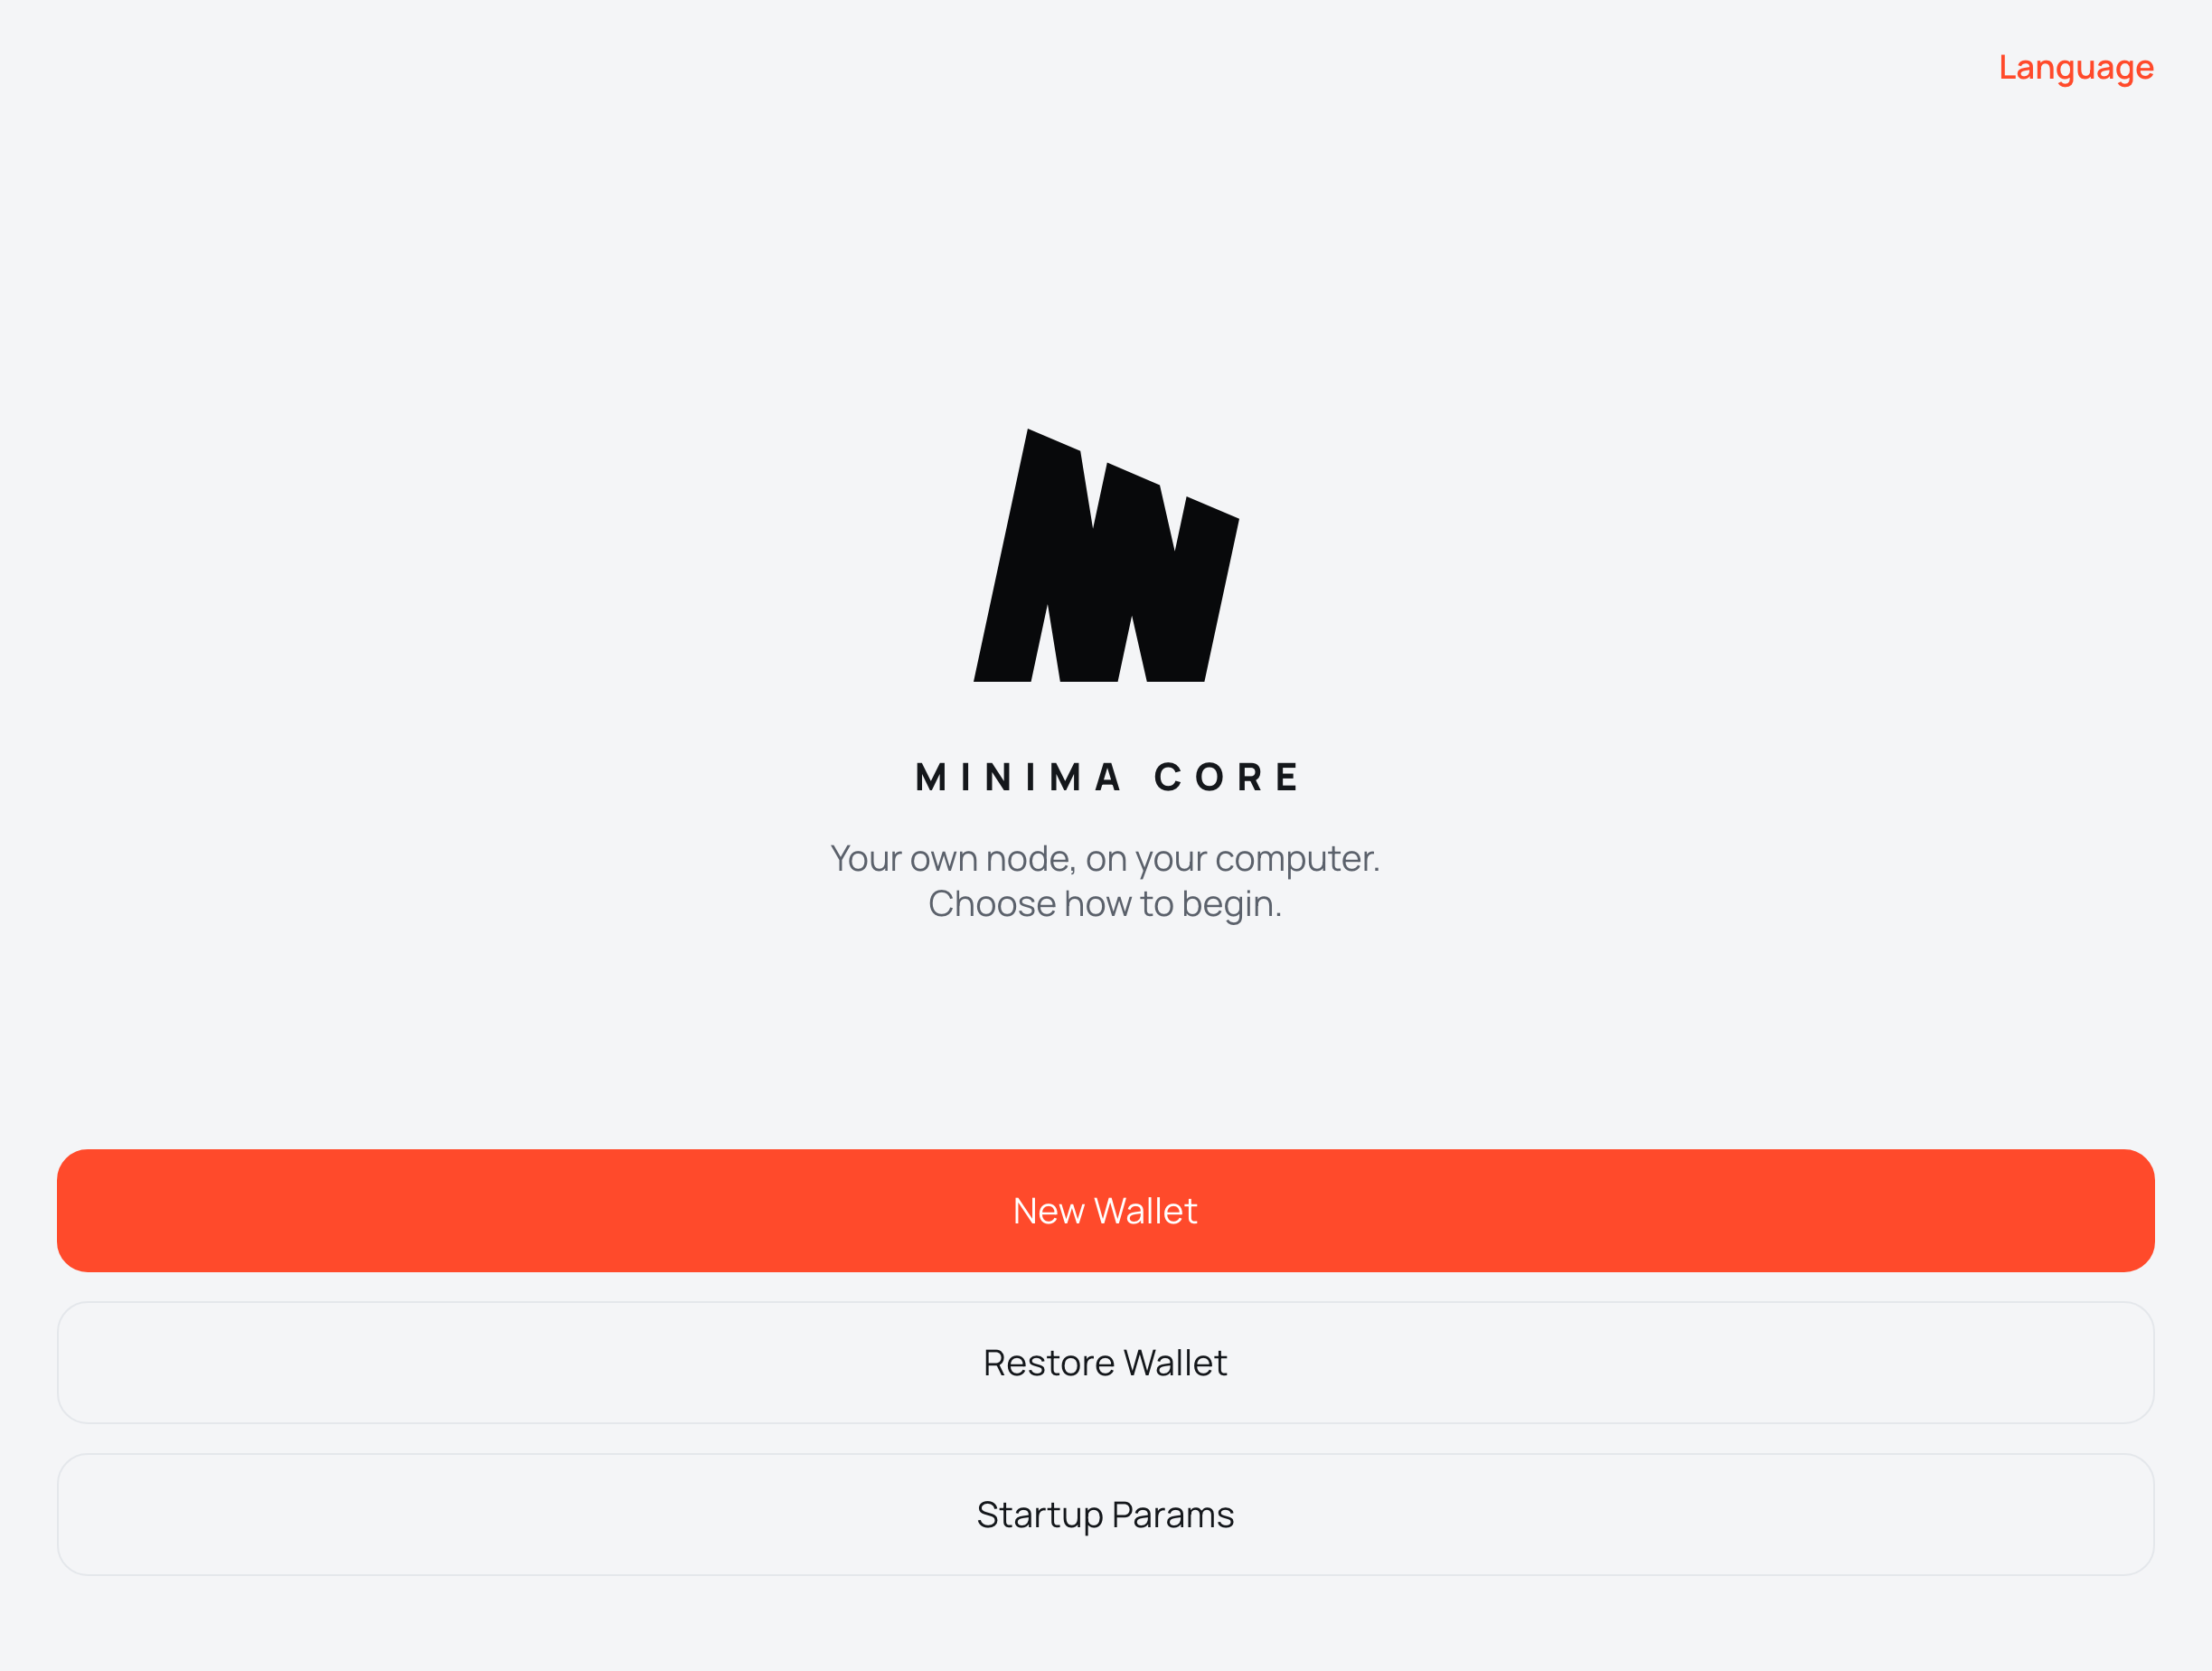 Language
MINIMA CORE
Your own node, on your computer.
Choose how to begin.
New Wallet
Restore Wallet
Startup Params